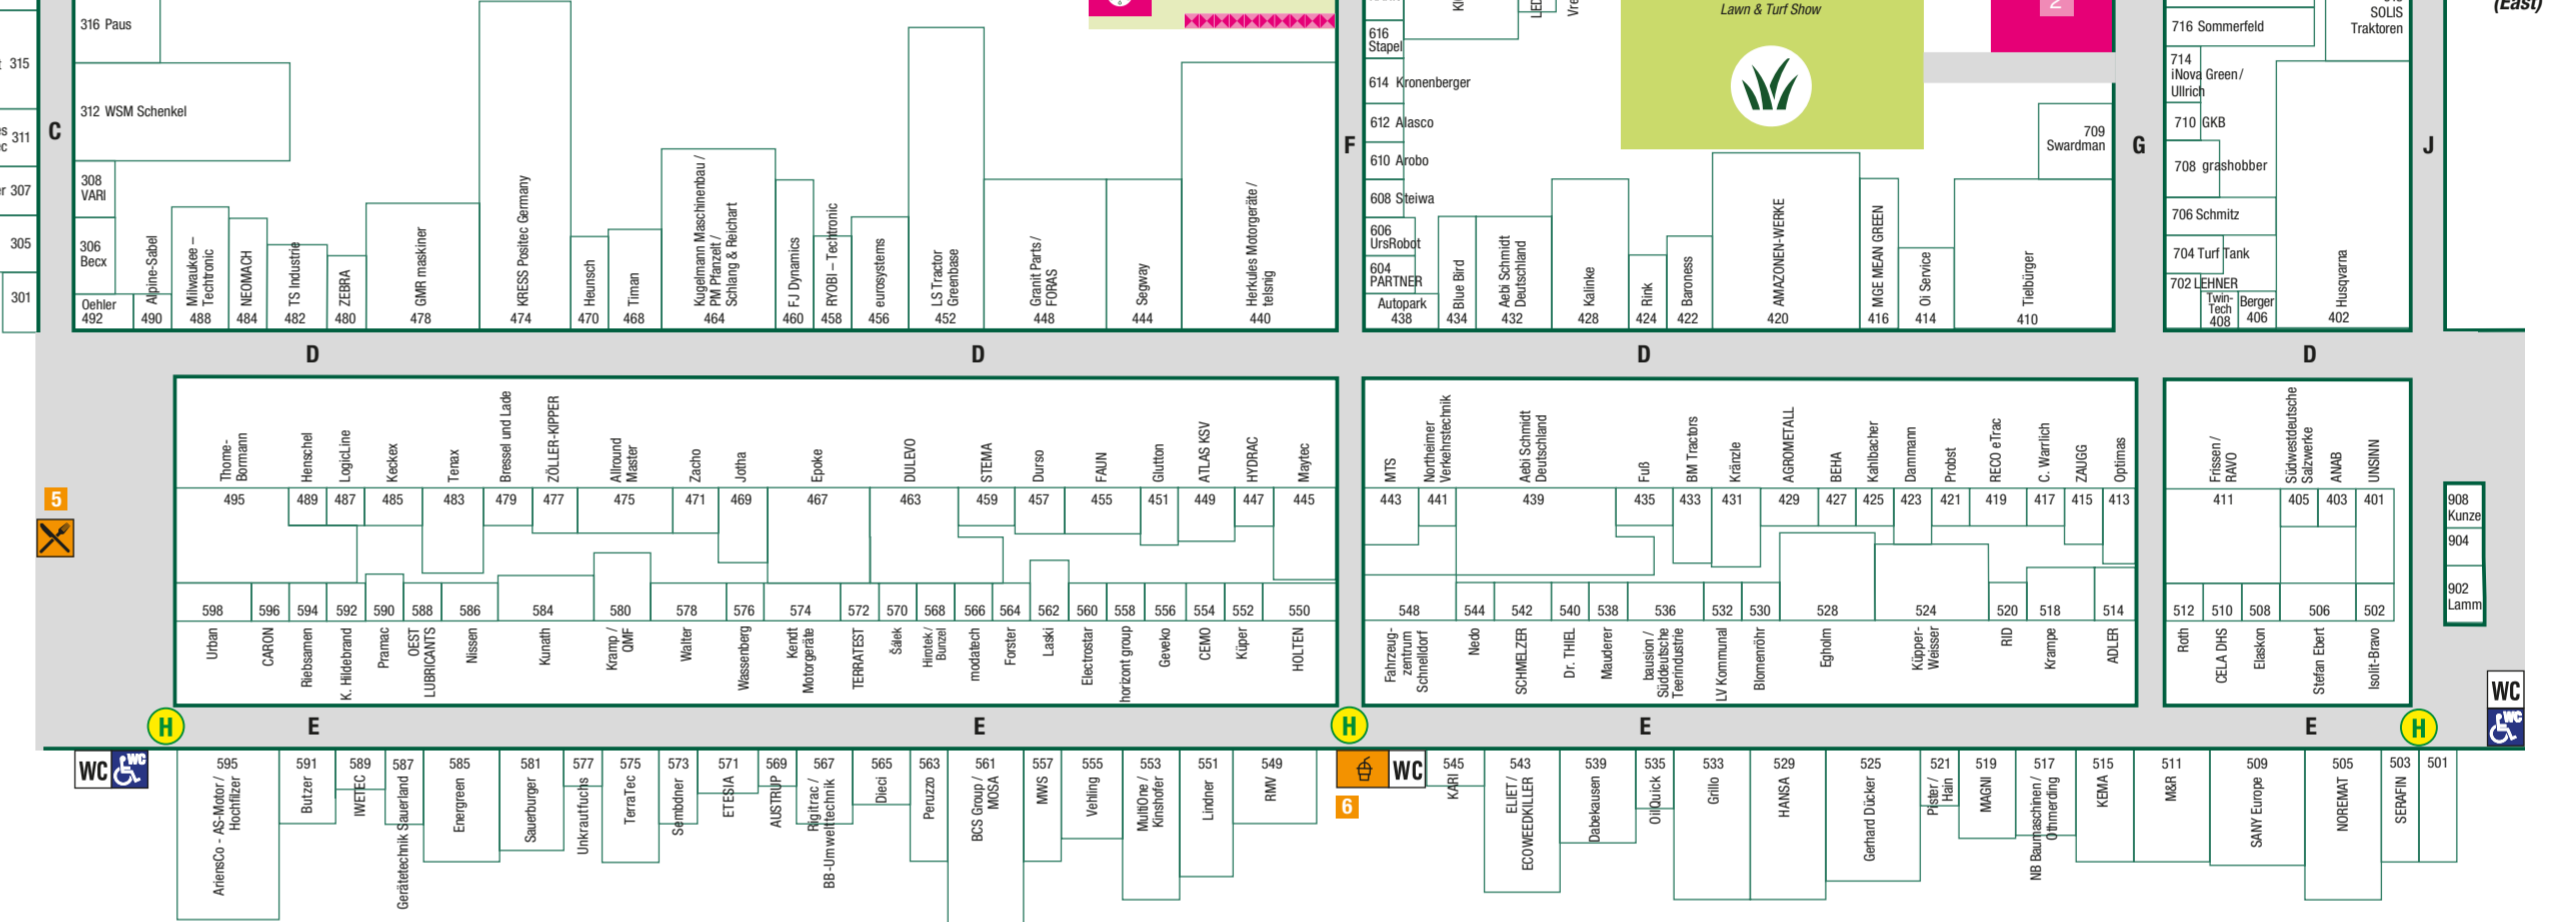 316 Paus
315
312 WSM Schenkel
311
C
308
VARI
307
306
Becx
305
301
Oehler
492
Alpine-Sabel
490
Milwaukee –
Techtronic
488
NEOMACH
484
TS Industrie
482
ZEBRA
480
GMR maskiner
478
KRESS Positec Germany
474
Heunsch
470
Timan
468
Kugelmann Maschinenbau /
PM Pfanzelt /
Schlang & Reichart
464
FJ Dynamics
460
RYOBI – Techtronic
458
eurosystems
456
LS Tractor
Greenbase
452
Granit Parts /
FORAS
448
Segway
444
Herkules Motorgeräte /
telsnig
440
F
616
Stapel
614 Kronenberger
612 Alasco
610 Arobo
608 Steiwa
606
UrsRobot
604
PARTNER
Autopark
438
Lawn & Turf Show
2
Blue Bird
434
Aebi Schmidt
Deutschland
432
Kalinke
428
Rink
424
Baroness
422
AMAZONEN-WERKE
420
MGE MEAN GREEN
416
Oi Service
414
Tielbürger
410
709
Swardman
G
716 Sommerfeld
SOLIS
Traktoren
714
iNova Green /
Ullrich
710 GKB
708 grashobber
706 Schmitz
704 Turf Tank
702 LEHNER
Twin-
Tech
408
Berger
406
Husqvarna
402
J
(East)
D
D
D
D
5
Thome-
Bormann
495
Henschel
489
LogicLine
487
Keckex
485
Tenax
483
Bressel und Lade
479
ZÖLLER-KIPPER
477
Allround
Master
475
Zacho
471
Jotha
469
Epoke
467
DULEVO
463
STEMA
459
Durso
457
FAUN
455
Glutton
451
ATLAS KSV
449
HYDRAC
447
Maytec
445
MTS
443
Northeimer
Verkehrstechnik
441
Aebi Schmidt
Deutschland
439
Fuß
435
BM Tractors
433
Kränzle
431
AGROMETALL
429
BEHA
427
Kahlbacher
425
Dammann
423
Probst
421
RECO eTrac
419
C. Warlich
417
ZAUGG
415
Optimas
413
Frissen /
RAVO
411
Südwestdeutsche
Salzwerke
405
ANAB
403
UNSINN
401
908
Kunze
904
902
Lamm
598
Urban
596
CARON
594
Riebsamen
592
K. Hildebrand
590
Pramac
588
OEST
LUBRICANTS
586
Nissen
584
Kunath
580
Kramp /
QMF
578
Walter
576
Wassenberg
574
Kendt
Motorgeräte
572
TERRATEST
570
Šálek
568
Hirotek /
Bunzel
566
modatech
564
Forster
562
Laski
560
Electrostar
558
horizont group
556
Geveko
554
CEMO
552
Küper
550
HOLTEN
548
Fahrzeug-
zentrum
Schnelldorf
544
Nedo
542
SCHMELZER
540
Dr. THIEL
538
Mauderer
536
bausion /
Süddeutsche
Teerindustrie
532
LV Kommunal
530
Blomenröhr
528
Egholm
524
Küpper-
Weisser
520
RID
518
Krampe
514
ADLER
512
Roth
510
CELA DHS
508
Elaskon
506
Stefan Ebert
502
Isolit-Bravo
WC
WC
H
E
E
H
E
E
H
WC
WC
595
AriensCo - AS-Motor /
Hochfilzer
591
Butzer
589
IWETEC
587
Gerätetechnik Sauerland
585
Energreen
581
Sauerburger
577
Unkrautfuchs
575
TerraTec
573
Sembdner
571
ETESIA
569
AUSTRUP
567
Rigitrac /
BB-Umwelttechnik
565
Dieci
563
Peruzzo
561
BCS Group /
MOSA
557
MWS
555
Vehling
553
MultiOne /
Kinshofer
551
Lindner
549
RMV
WC
6
545
KARI
543
ELIET /
ECOWEEDKILLER
539
Dabekausen
535
OilQuick
533
Grillo
529
HANSA
525
Gerhard Dücker
521
Pister /
Hain
519
MAGNI
517
NB Baumaschinen /
Othmerding
515
KEMA
511
M&R
509
SANY Europe
505
NOREMAT
503
SERAFIN
501